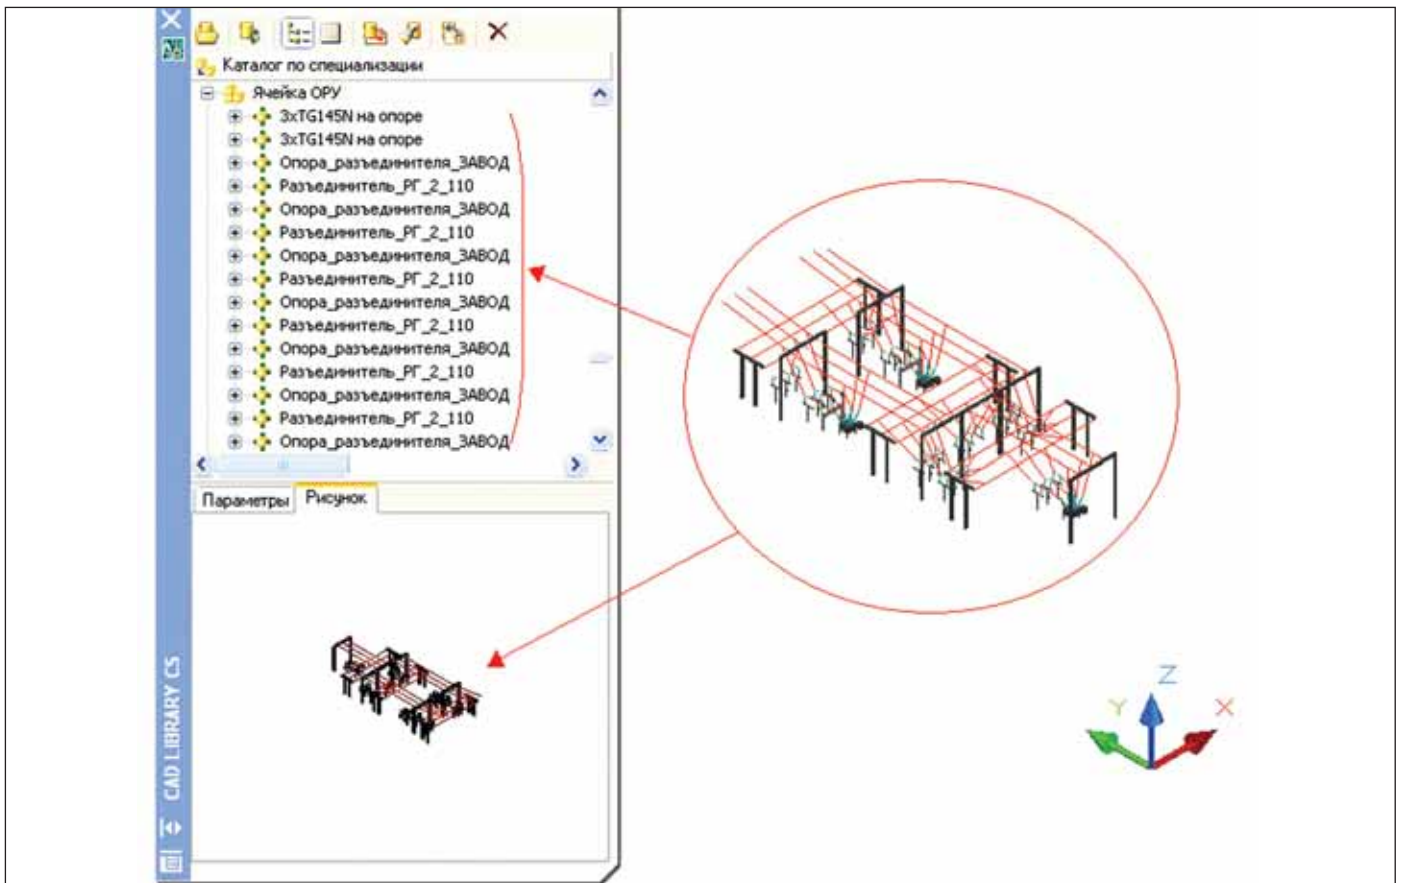 Каталог по специализации
Ячейка ОРУ
3xTG145N на опоре
3xTG145N на опоре
Опора_разъединителя_ЗАВОД
Разъединитель_РГ_2_110
Опора_разъединителя_ЗАВОД
Разъединитель_РГ_2_110
Опора_разъединителя_ЗАВОД
Разъединитель_РГ_2_110
Опора_разъединителя_ЗАВОД
Разъединитель_РГ_2_110
Опора_разъединителя_ЗАВОД
Разъединитель_РГ_2_110
Опора_разъединителя_ЗАВОД
Разъединитель_РГ_2_110
Опора_разъединителя_ЗАВОД
Параметры Рисунок
CAD LIBRARY CS
Z
Y X